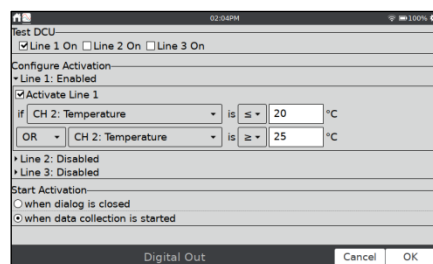 02:04PM 100%
Test DCU
Line 1 On Line 2 On Line 3 On
Configure Activation
Line 1: Enabled
Activate Line 1
if CH 2: Temperature is ≤ 20 °C
OR CH 2: Temperature is ≥ 25 °C
Line 2: Disabled
Line 3: Disabled
Start Activation
when dialog is closed
when data collection is started
Digital Out Cancel OK